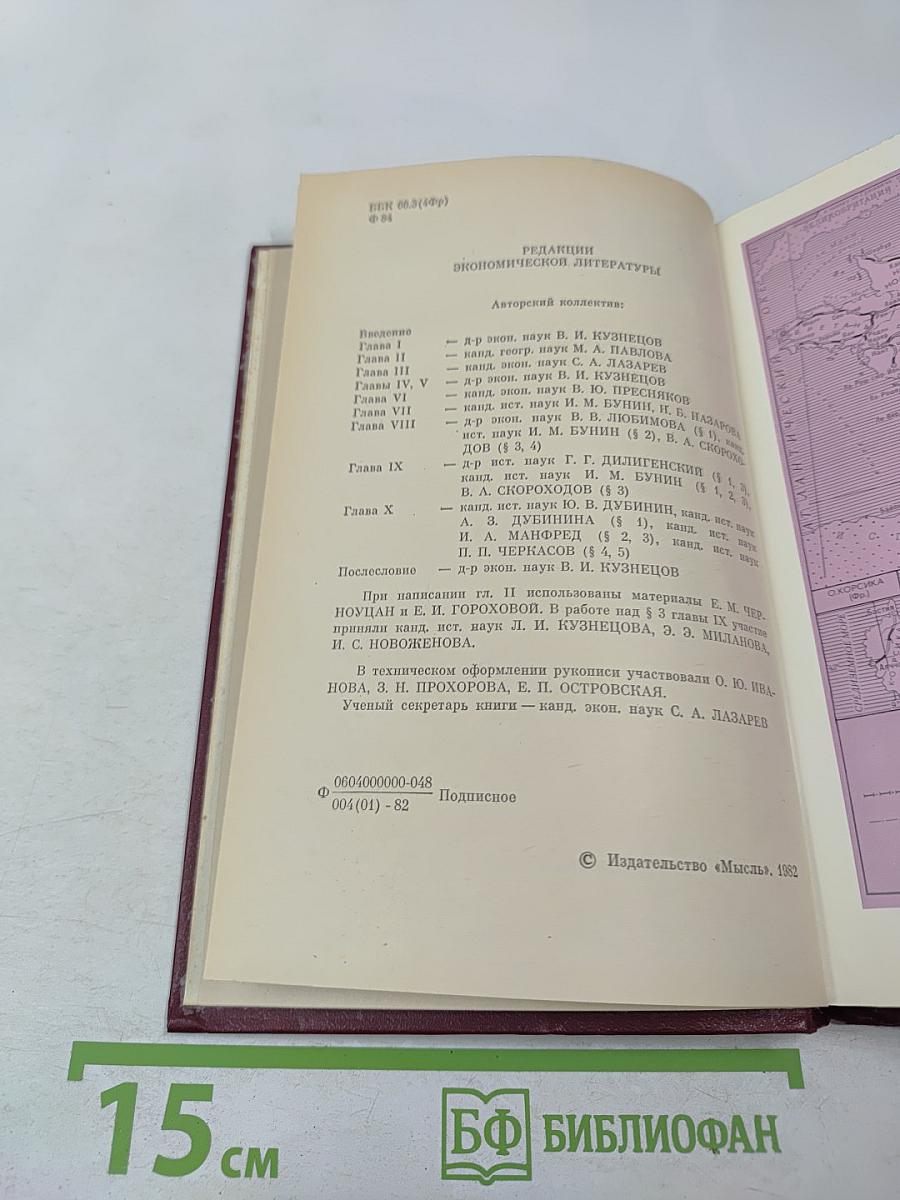 ББК 66.3(4Фр)
Ф 84
РЕДАКЦИИ
ЭКОНОМИЧЕСКОЙ ЛИТЕРАТУРЫ
Авторский коллектив:
Введение
Глава I — д-р экон. наук В. И. КУЗНЕЦОВ
Глава II — канд. геогр. наук М. А. ПАВЛОВА
Глава III — канд. экон. наук С. А. ЛАЗАРЕВ
Главы IV, V — д-р экон. наук В. И. КУЗНЕЦОВ
Глава VI — канд. экон. наук В. Ю. ПРЕСНЯКОВ
Глава VII — канд. ист. наук И. М. БУНИН, Н. Б. НАЗАРОВА
Глава VIII — д-р экон. наук В. В. ЛЮБИМОВА (§ 1), канд.
ист. наук И. М. БУНИН (§ 2), В. А. СКОРОХО-
ДОВ (§ 3, 4)
Глава IX — д-р ист. наук Г. Г. ДИЛИГЕНСКИЙ (§ 1, 3),
канд. ист. наук И. М. БУНИН (§ 1, 2, 3),
В. А. СКОРОХОДОВ (§ 3)
Глава X — канд. ист. наук Ю. В. ДУБИНИН, канд. ист. наук
А. З. ДУБИНИНА (§ 1), канд. ист. наук
И. А. МАНФРЕД (§ 2, 3), канд. ист. наук
П. П. ЧЕРКАСОВ (§ 4, 5)
Послесловие — д-р экон. наук В. И. КУЗНЕЦОВ
При написании гл. II использованы материалы Е. М. ЧЕР-
НОУЦАН и Е. И. ГОРОХОВОЙ. В работе над § 3 главы IX участие
приняли канд. ист. наук Л. И. КУЗНЕЦОВА, Э. Э. МИЛАНОВА,
И. С. НОВОЖЕНОВА.
В техническом оформлении рукописи участвовали О. Ю. ИВА-
НОВА, З. Н. ПРОХОРОВА, Е. П. ОСТРОВСКАЯ.
Ученый секретарь книги — канд. экон. наук С. А. ЛАЗАРЕВ
Ф 0604000000-048
004(01) -82 Подписное
© Издательство «Мысль», 1982
ВЕЛИКОБРИТАНИЯ
АТЛАНТИЧЕСКИЙ
О.КОРСИКА
(Фр.)
Бастия
СРЕДИЗЕМНОЕ МОРЕ
15 см
БФ БИБЛИОФАН